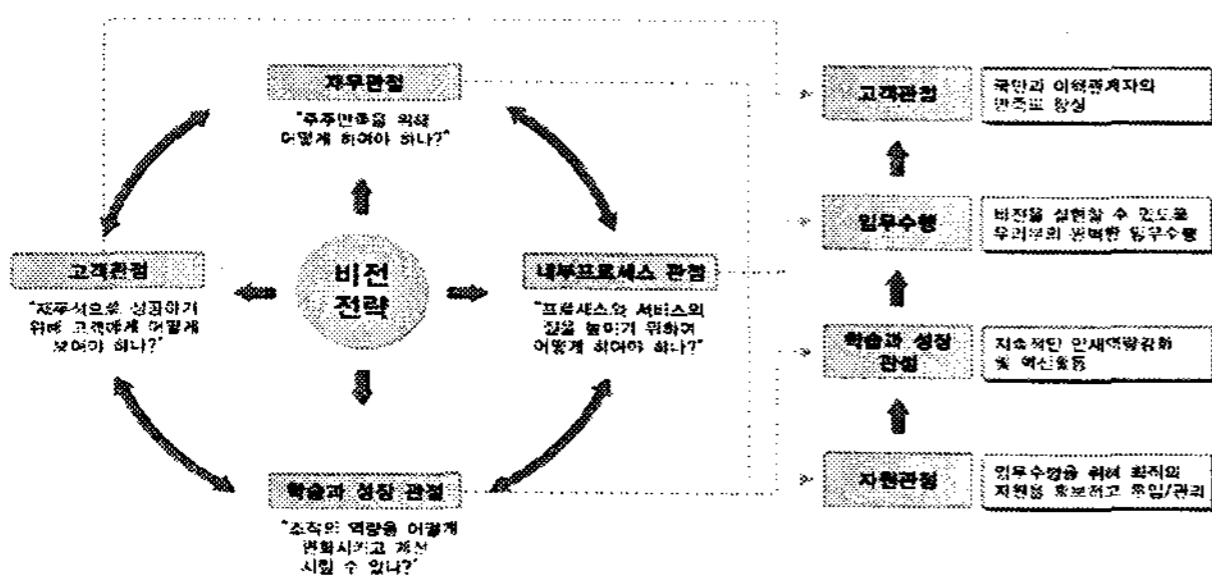 재무관점
"주주만족을 위해
어떻게 하여야 하나?"
고객관점
"재무적으로 성공하기
위해 고객에게 어떻게
보여야 하나?"
비전
전략
내부프로세스 관점
"프로세스와 서비스의
질을 높이기 위하여
어떻게 하여야 하나?"
학습과 성장 관점
"조직의 역량을 어떻게
변화시키고 개선
시킬 수 있나?"
고객관점
국민과 이해관계자의
만족도 향상
임무수행
비전을 실현할 수 있도록
완벽한 임무수행
학습과 성장
관점
지속적인 인재역량강화
및 혁신활동
자원관점
임무수행을 위해 최적의
자원을 확보하고 투입/관리